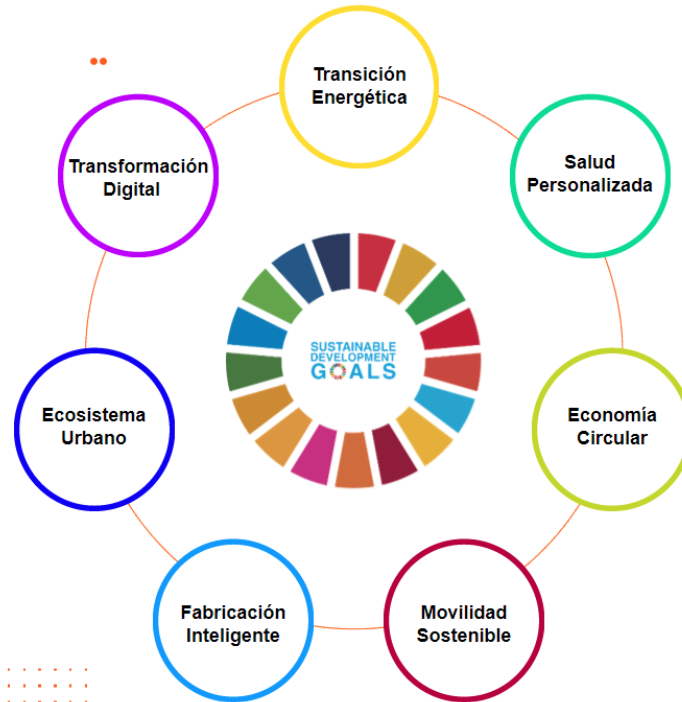 Transición
Energética
Salud
Personalizada
Economía
Circular
Movilidad
Sostenible
Fabricación
Inteligente
Ecosistema
Urbano
Transformación
Digital
SUSTAINABLE
DEVELOPMENT
GOALS